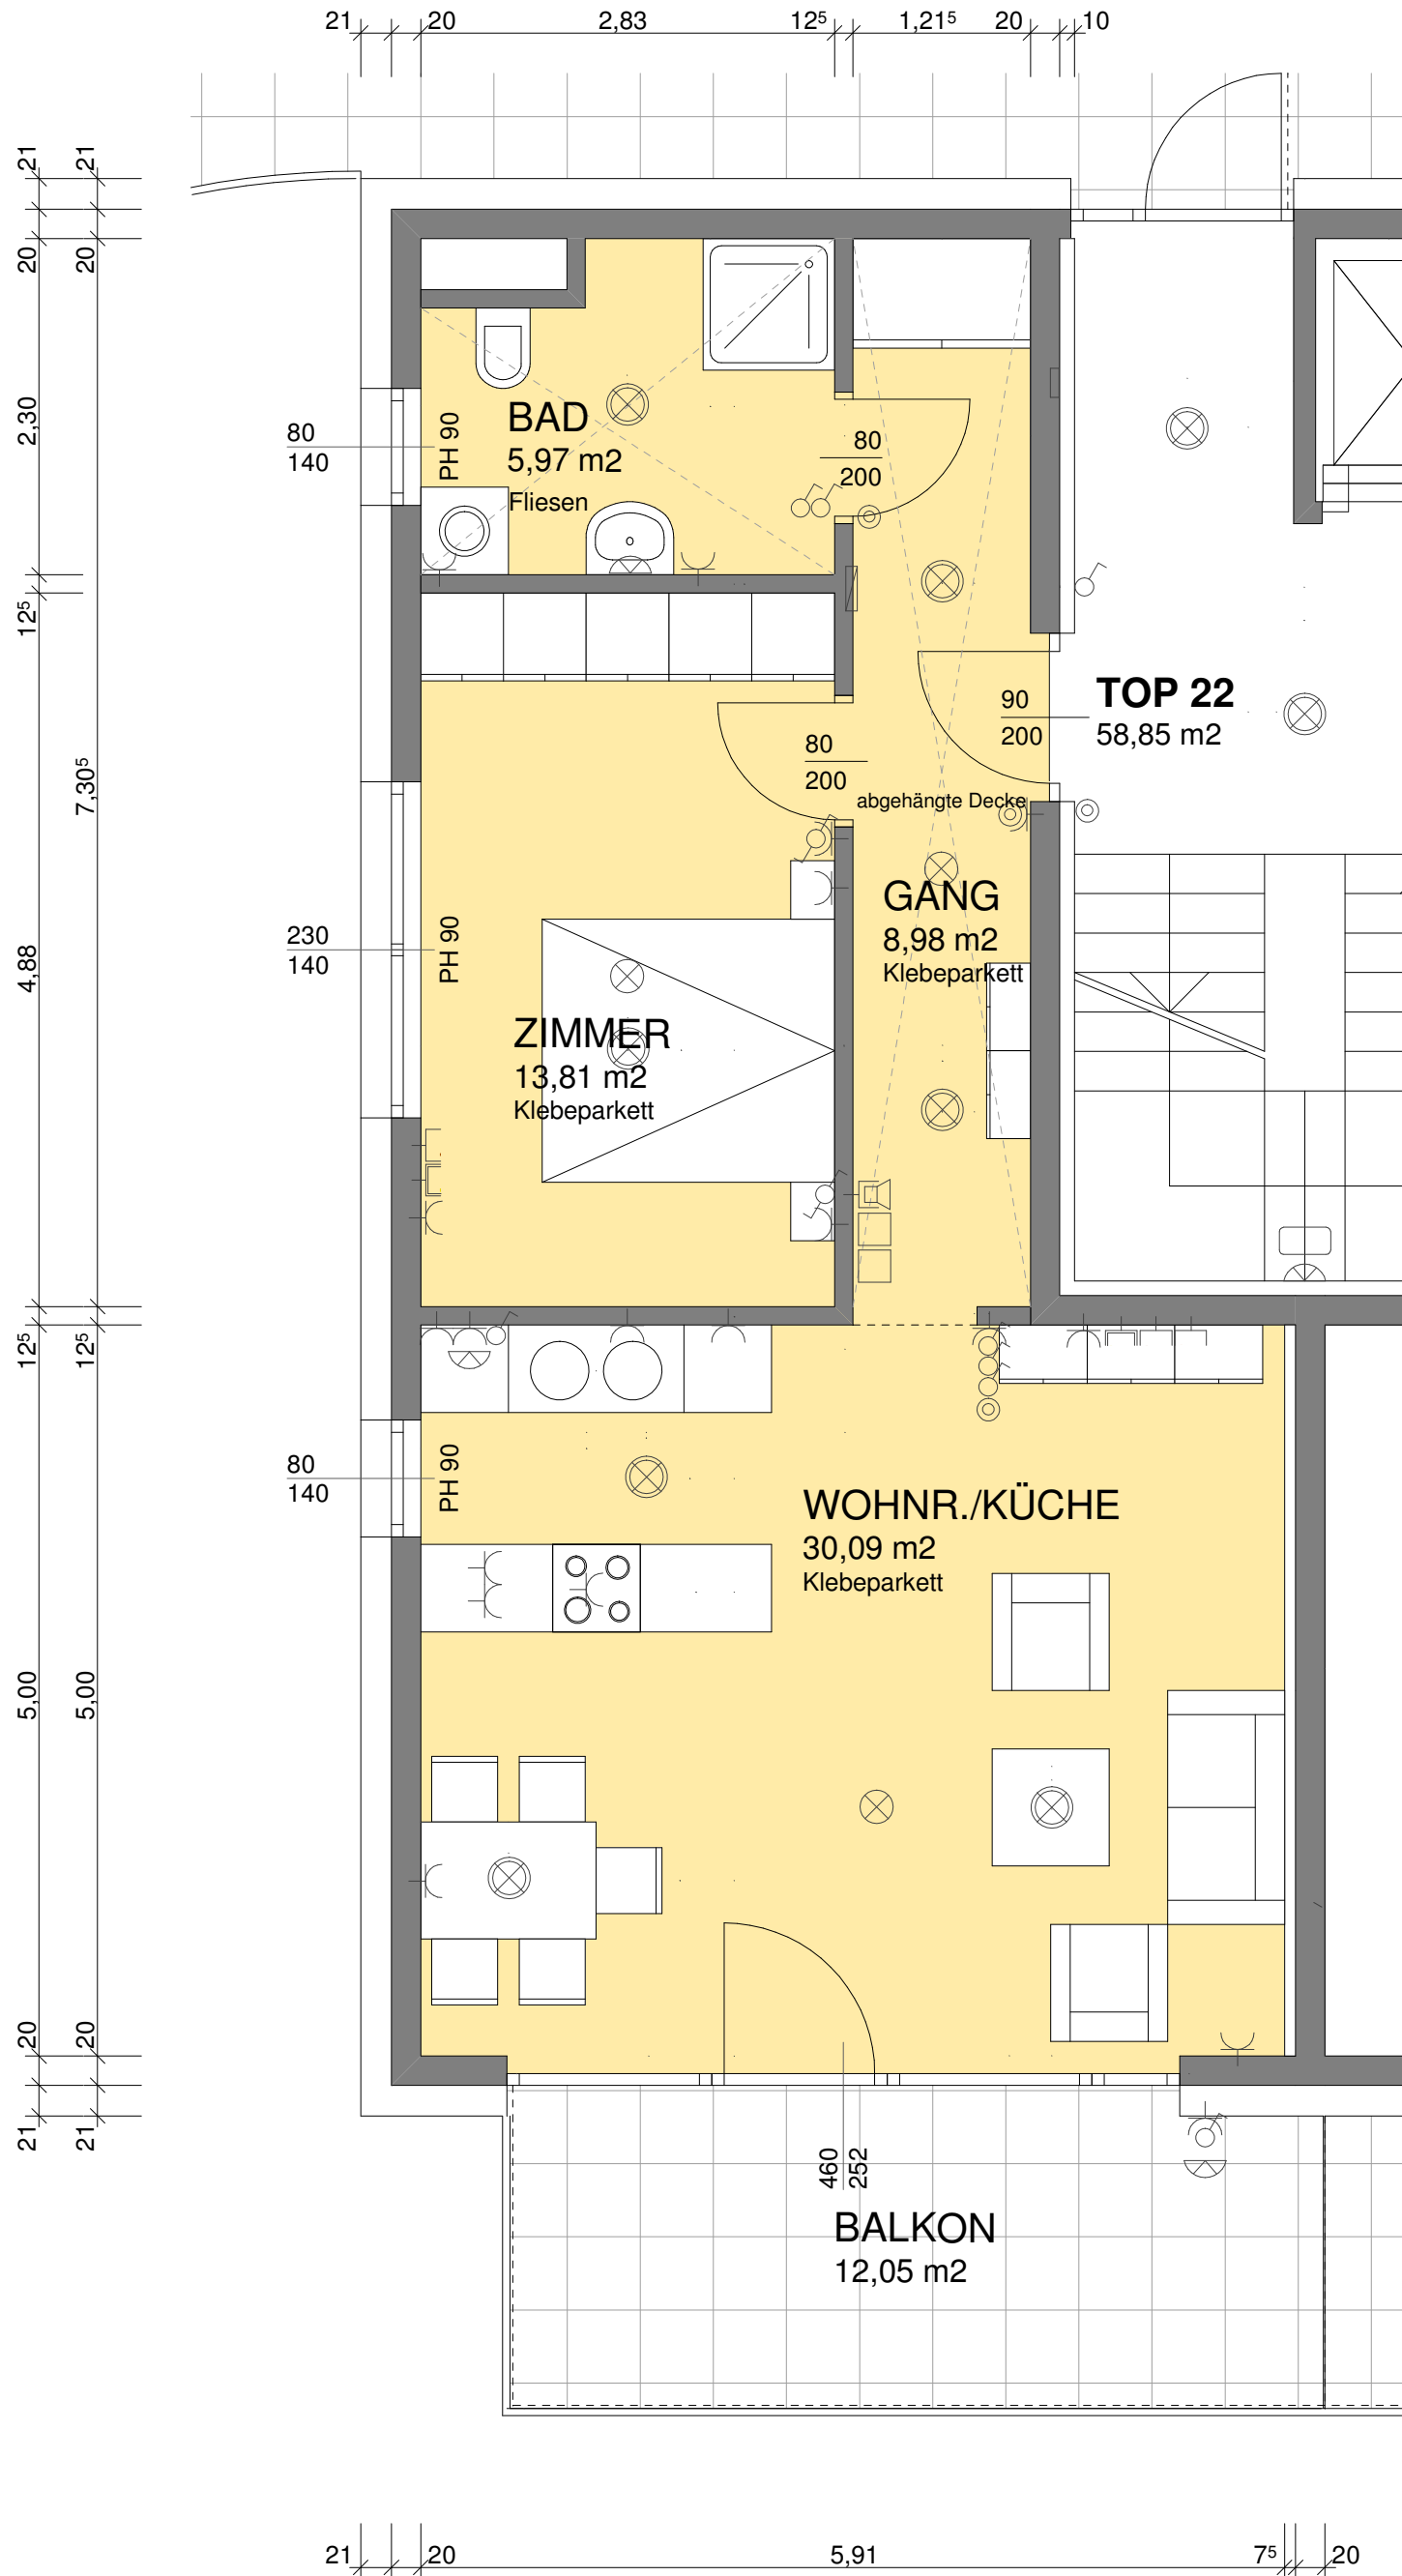 21 20 2,83 12⁵ 1,21⁵ 20 10
21 21
20 20
2,30
12⁵
7,30⁵
4,88
12⁵ 12⁵
5,00 5,00
20 20
21 21
80
140
PH 90
BAD
5,97 m2
Fliesen
80
200
TOP 22
58,85 m2
90
200
80
200
abgehängte Decke
GANG
8,98 m2
Klebeparkett
230
140
PH 90
ZIMMER
13,81 m2
Klebeparkett
80
140
PH 90
WOHNR./KÜCHE
30,09 m2
Klebeparkett
460
252
BALKON
12,05 m2
21 20 5,91 7⁵ 20